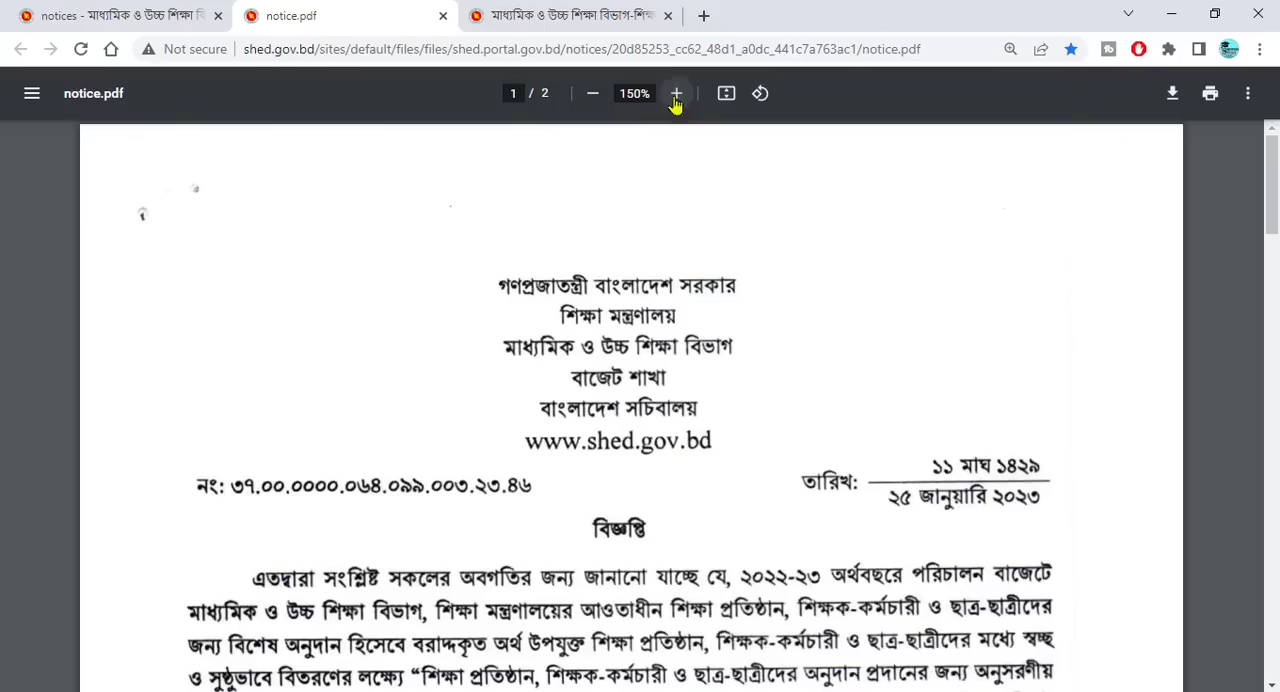 notices - মাধ্যমিক ও উচ্চ শিক্ষা বি
notice.pdf
মাধ্যমিক ও উচ্চ শিক্ষা বিভাগ-শিক্ষ
Not secure
shed.gov.bd/sites/default/files/files/shed.portal.gov.bd/notices/20d85253_cc62_48d1_a0dc_441c7a763ac1/notice.pdf
notice.pdf
1 / 2
150%
গণপ্রজাতন্ত্রী বাংলাদেশ সরকার
শিক্ষা মন্ত্রণালয়
মাধ্যমিক ও উচ্চ শিক্ষা বিভাগ
বাজেট শাখা
বাংলাদেশ সচিবালয়
www.shed.gov.bd
নং: ৩৭.০০.০০০০.০৬৪.০৯৯.০০৩.২৩.৪৬
তারিখ:
১১ মাঘ ১৪২৯
২৫ জানুয়ারি ২০২৩
বিজ্ঞপ্তি
এতদ্বারা সংশ্লিষ্ট সকলের অবগতির জন্য জানানো যাচ্ছে যে, ২০২২-২৩ অর্থবছরে পরিচালন বাজেটে
মাধ্যমিক ও উচ্চ শিক্ষা বিভাগ, শিক্ষা মন্ত্রণালয়ের আওতাধীন শিক্ষা প্রতিষ্ঠান, শিক্ষক-কর্মচারী ও ছাত্র-ছাত্রীদের
জন্য বিশেষ অনুদান হিসেবে বরাদ্দকৃত অর্থ উপযুক্ত শিক্ষা প্রতিষ্ঠান, শিক্ষক-কর্মচারী ও ছাত্র-ছাত্রীদের মধ্যে স্বচ্ছ
ও সুষ্ঠুভাবে বিতরণের লক্ষ্যে “শিক্ষা প্রতিষ্ঠান, শিক্ষক-কর্মচারী ও ছাত্র-ছাত্রীদের অনুদান প্রদানের জন্য অনুসরণীয়